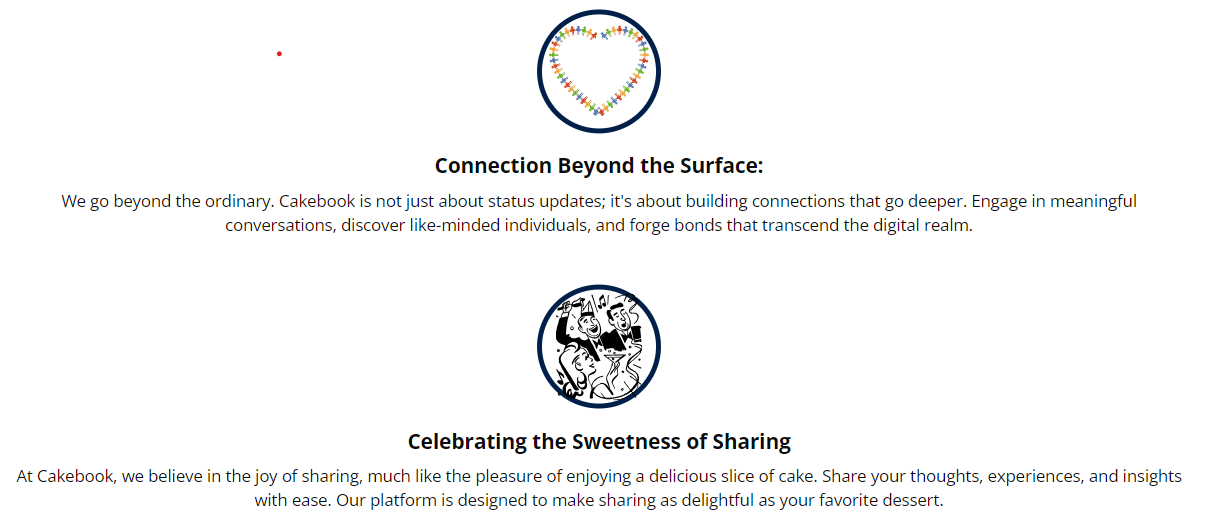 Connection Beyond the Surface:
We go beyond the ordinary. Cakebook is not just about status updates; it's about building connections that go deeper. Engage in meaningful
conversations, discover like-minded individuals, and forge bonds that transcend the digital realm.
Celebrating the Sweetness of Sharing
At Cakebook, we believe in the joy of sharing, much like the pleasure of enjoying a delicious slice of cake. Share your thoughts, experiences, and insights
with ease. Our platform is designed to make sharing as delightful as your favorite dessert.